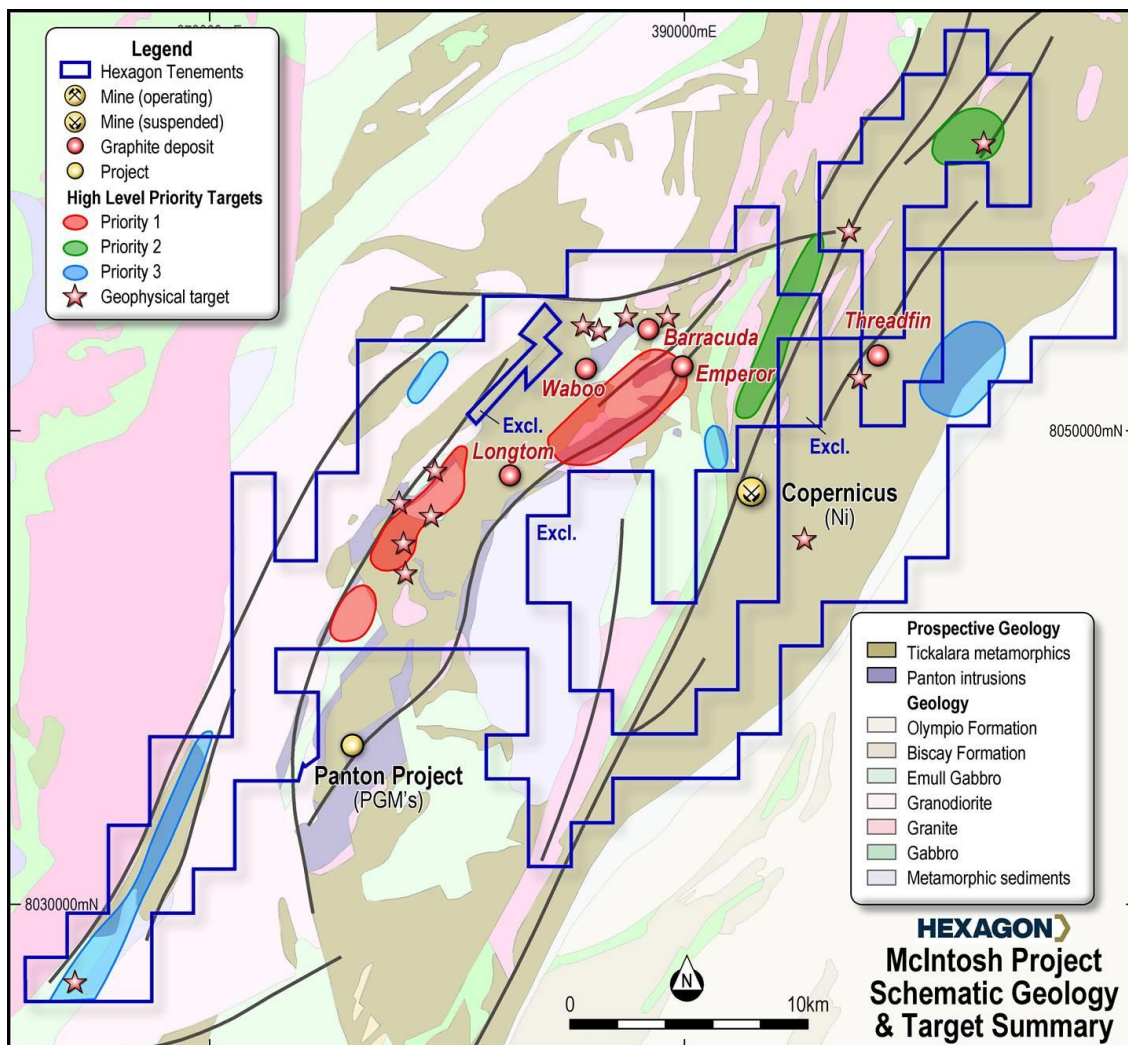 390000mE
Legend
Hexagon Tenements
Mine (operating)
Mine (suspended)
Graphite deposit
Project
High Level Priority Targets
Priority 1
Priority 2
Priority 3
Geophysical target
Barracuda
Threadfin
Waboo
Emperor
Excl.
Excl.
8050000mN
Longtom
Copernicus
(Ni)
Excl.
Panton Project
(PGM's)
8030000mN
Prospective Geology
Tickalara metamorphics
Panton intrusions
Geology
Olympio Formation
Biscay Formation
Emull Gabbro
Granodiorite
Granite
Gabbro
Metamorphic sediments
HEXAGON
McIntosh Project
Schematic Geology
& Target Summary
N
0 10km